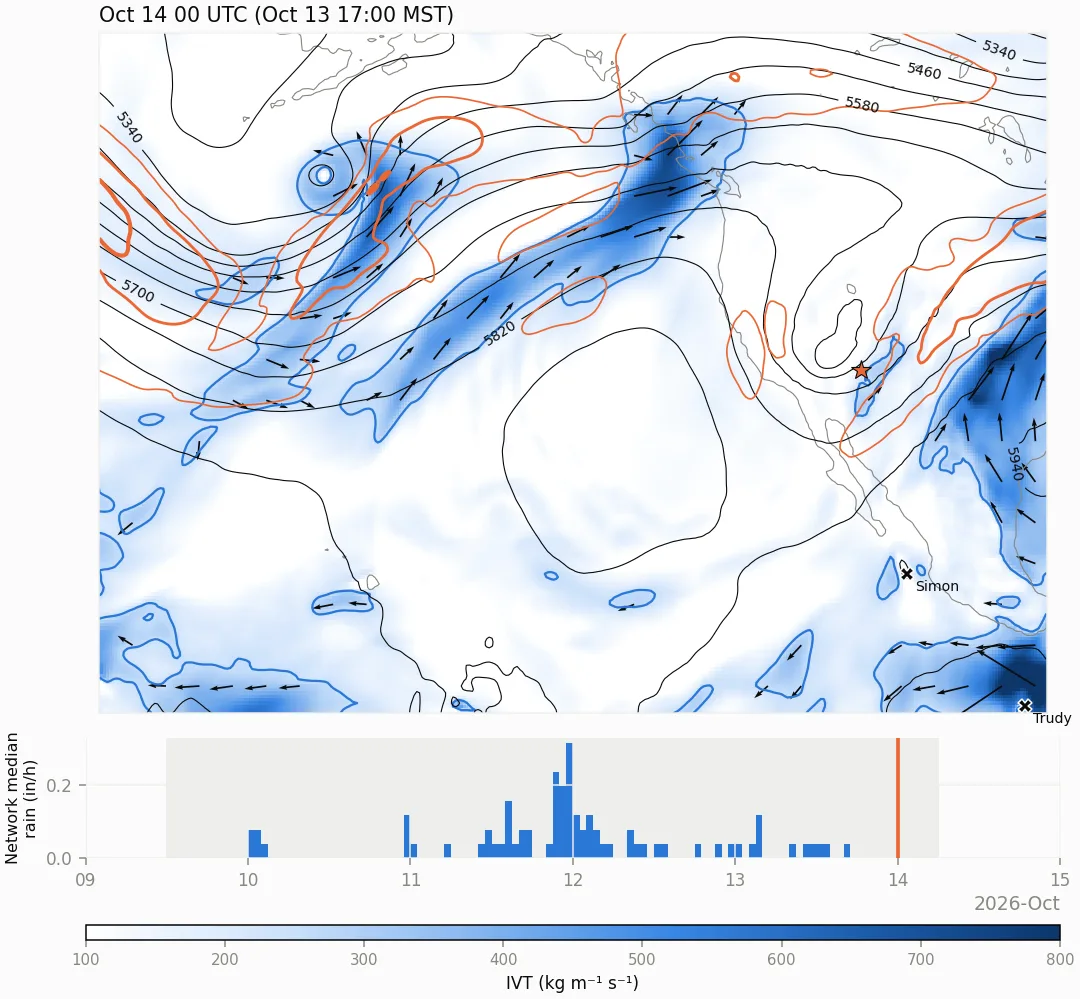 Oct 14 00 UTC (Oct 13 17:00 MST)
5340
5460
5340
5580
5700
5820
5940
Simon
Trudy
Network median
rain (in/h)
0.2
0.0
09 10 11 12 13 14 15
2026-Oct
100 200 300 400 500 600 700 800
IVT (kg m⁻¹ s⁻¹)